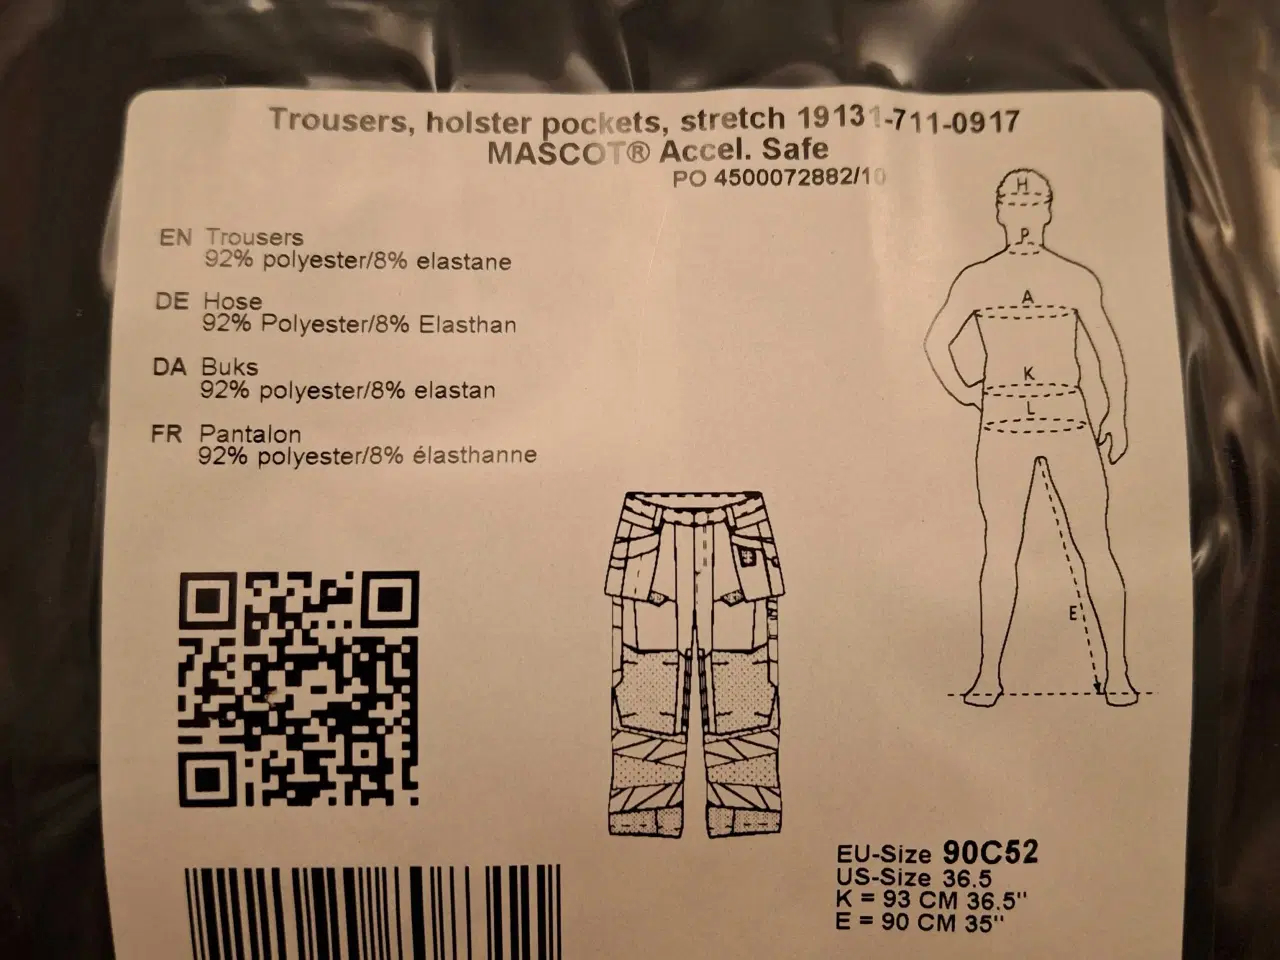 Trousers, holster pockets, stretch 19131-711-0917
MASCOT® Accel. Safe
PO 4500072882/10
EN Trousers
92% polyester/8% elastane
DE Hose
92% Polyester/8% Elasthan
DA Buks
92% polyester/8% elastan
FR Pantalon
92% polyester/8% élasthanne
H
P
A
K
L
E
EU-Size 90C52
US-Size 36.5
K = 93 CM 36.5"
E = 90 CM 35"